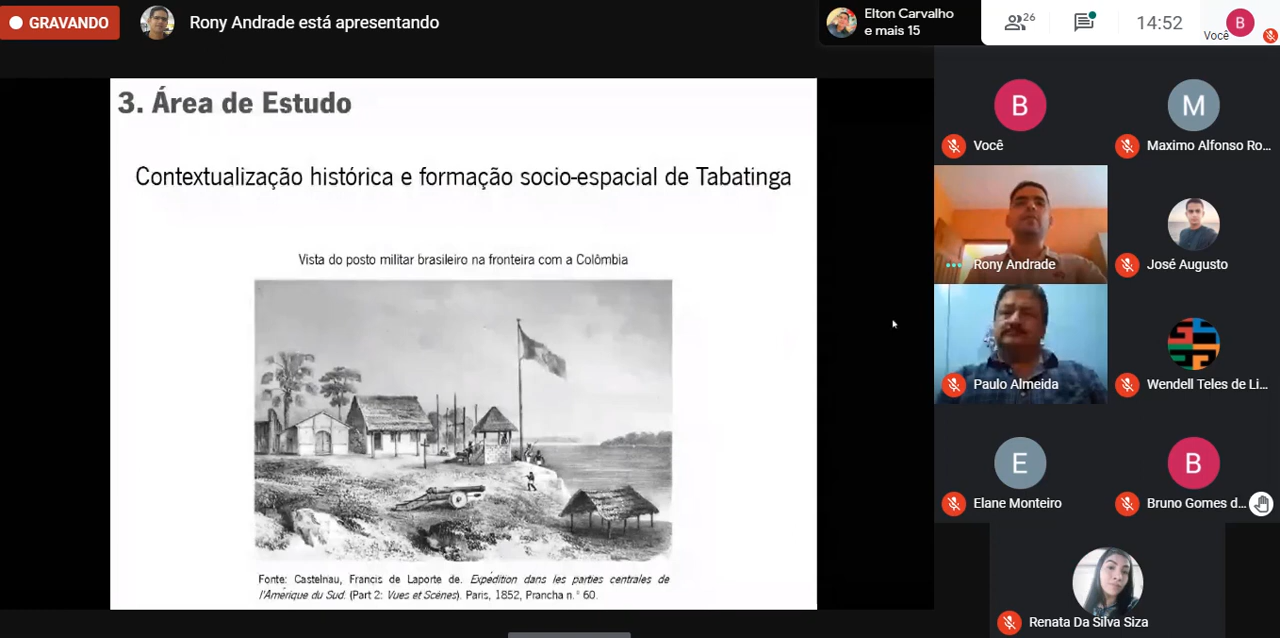 GRAVANDO
Rony Andrade está apresentando
Elton Carvalho
e mais 15
26
14:52
B
Você
3. Área de Estudo
Contextualização histórica e formação socio-espacial de Tabatinga
Vista do posto militar brasileiro na fronteira com a Colômbia
Fonte: Castelnau, Francis de Laporte de. Expédition dans les parties centrales de
l'Amérique du Sud. (Part 2: Vues et Scénes). Paris, 1852, Prancha n.° 60.
B
Você
M
Maximo Alfonso Ro...
Rony Andrade
José Augusto
Paulo Almeida
Wendell Teles de Li...
E
Elane Monteiro
B
Bruno Gomes d...
Renata Da Silva Siza